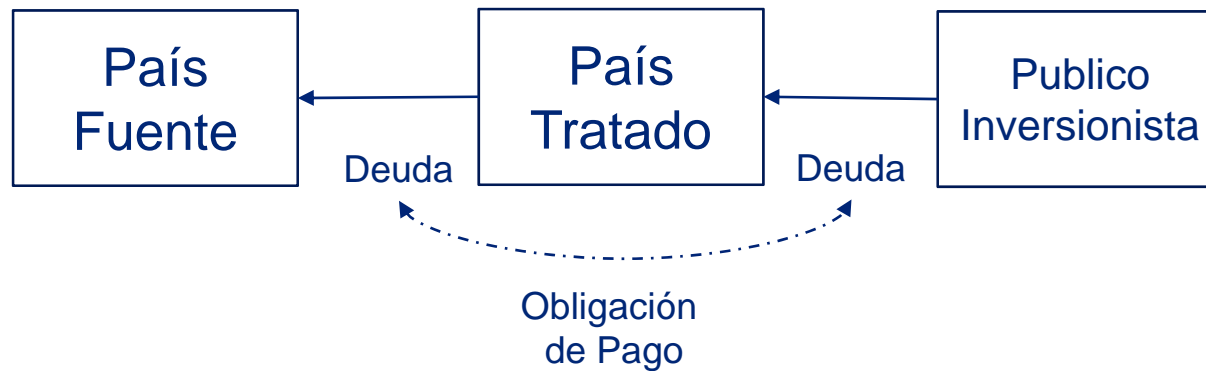 País
Fuente
País
Tratado
Publico
Inversionista
Deuda
Deuda
Obligación
de Pago